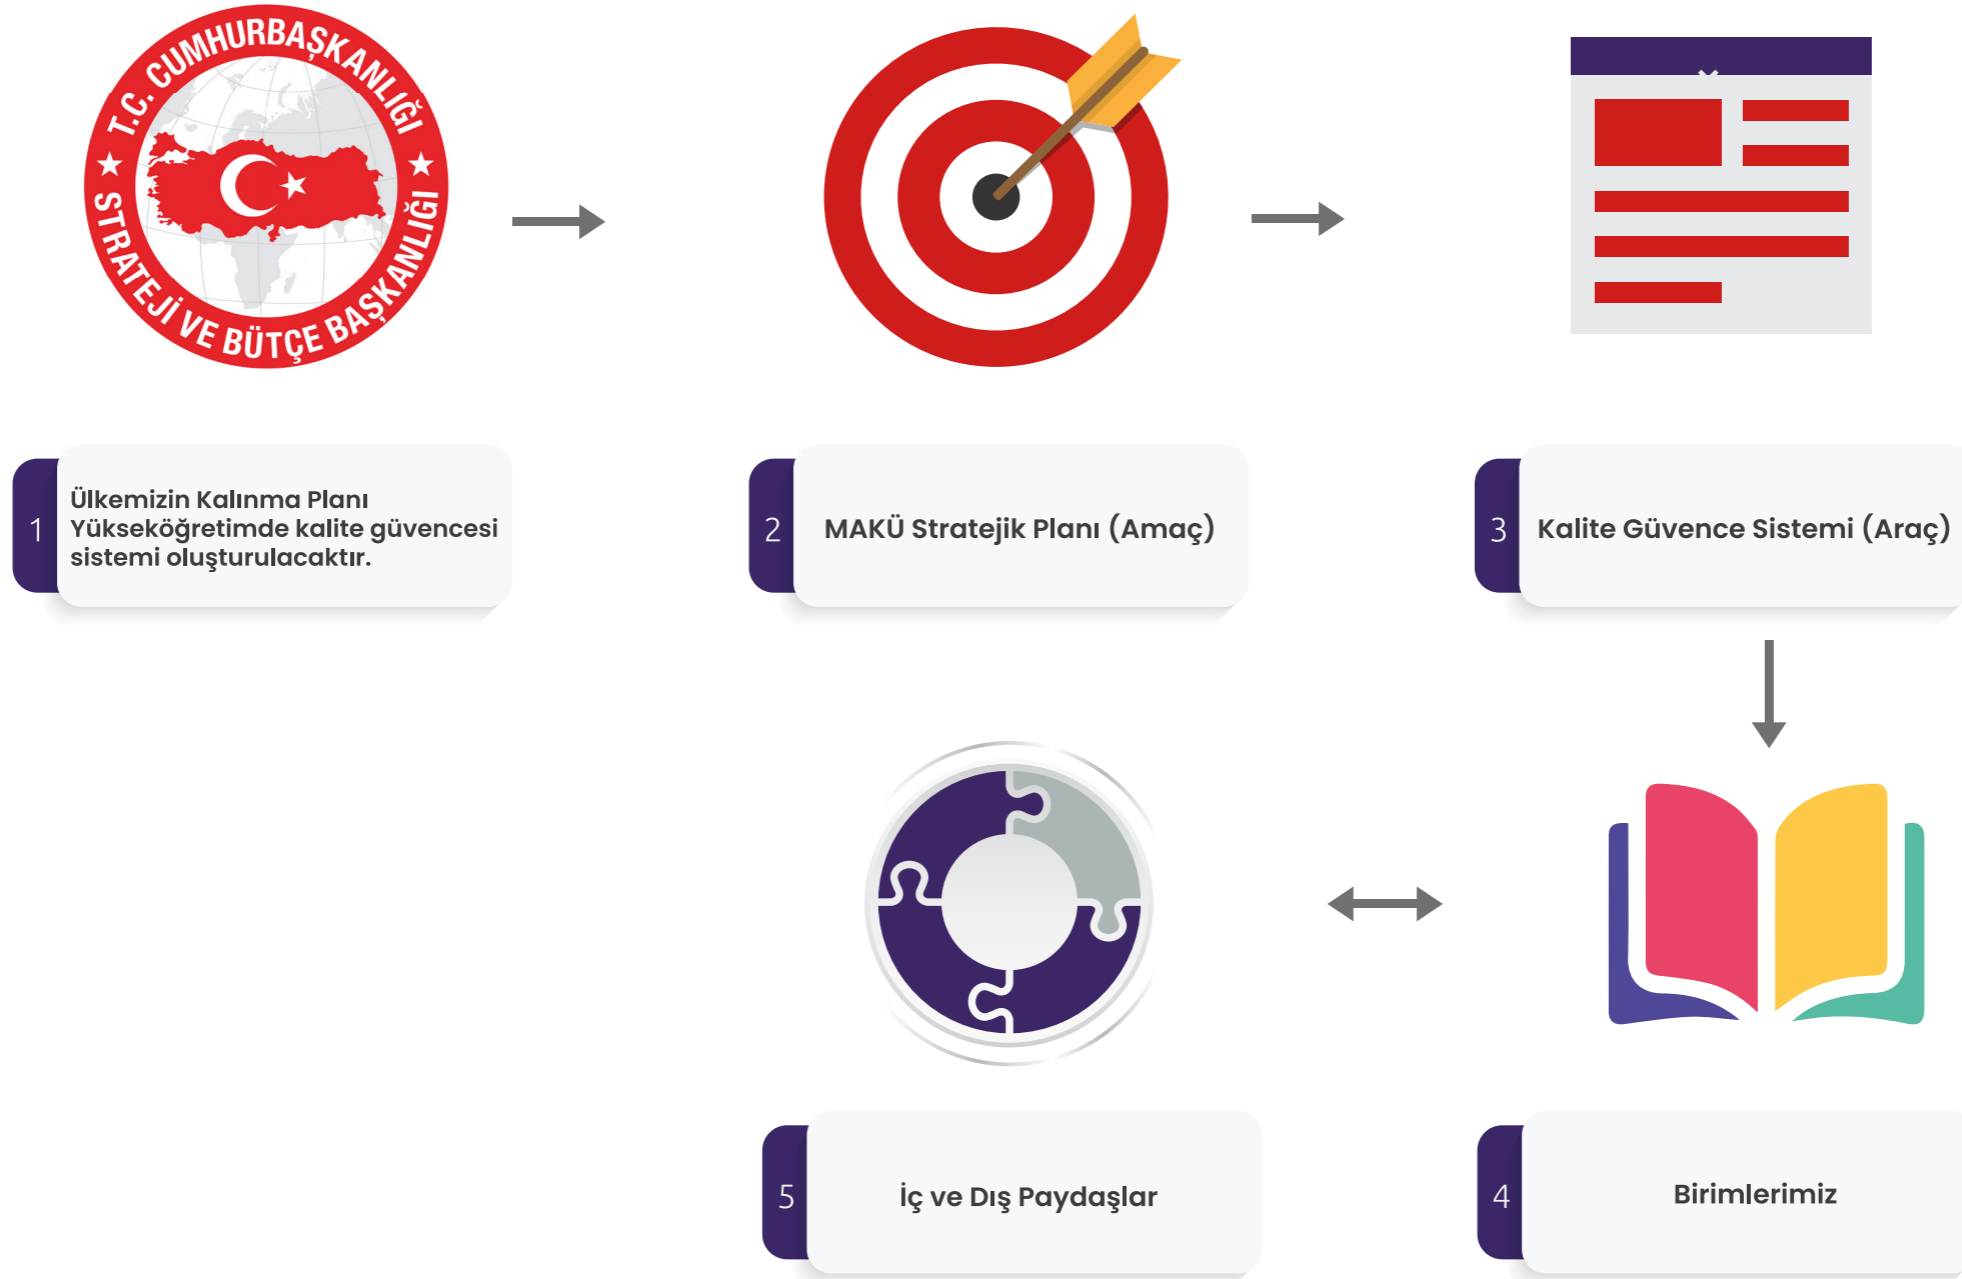 T.C. CUMHURBAŞKANLIĞI
STRATEJİ VE BÜTÇE BAŞKANLIĞI
1
Ülkemizin Kalınma Planı
Yükseköğretimde kalite güvencesi
sistemi oluşturulacaktır.
2
MAKÜ Stratejik Planı (Amaç)
3
Kalite Güvence Sistemi (Araç)
5
İç ve Dış Paydaşlar
4
Birimlerimiz